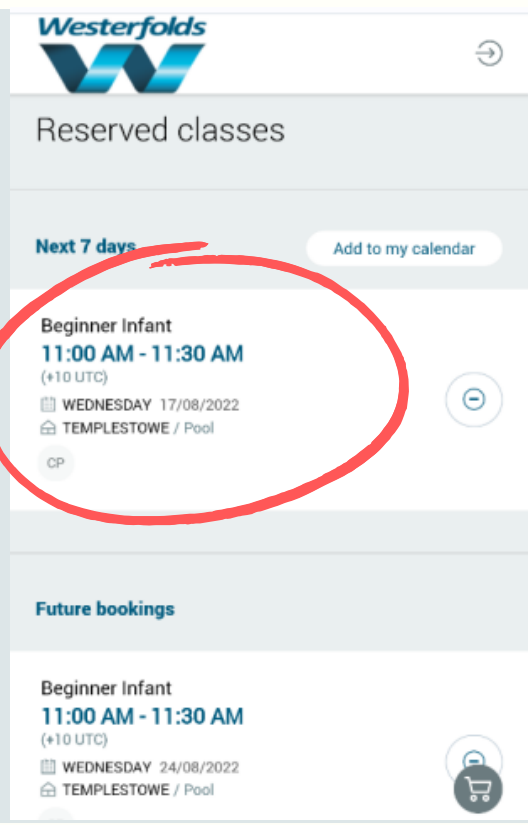 Westerfolds
Reserved classes
Next 7 days
Add to my calendar
Beginner Infant
11:00 AM - 11:30 AM
(+10 UTC)
WEDNESDAY 17/08/2022
TEMPLESTOWE / Pool
CP
Future bookings
Beginner Infant
11:00 AM - 11:30 AM
(+10 UTC)
WEDNESDAY 24/08/2022
TEMPLESTOWE / Pool